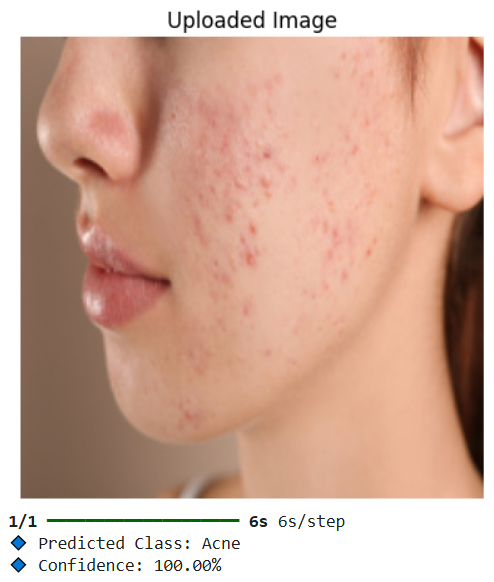 Uploaded Image
1/1 ━━━━━━━━━━━━━━━━━━━━ 6s 6s/step
🔹 Predicted Class: Acne
🔹 Confidence: 100.00%